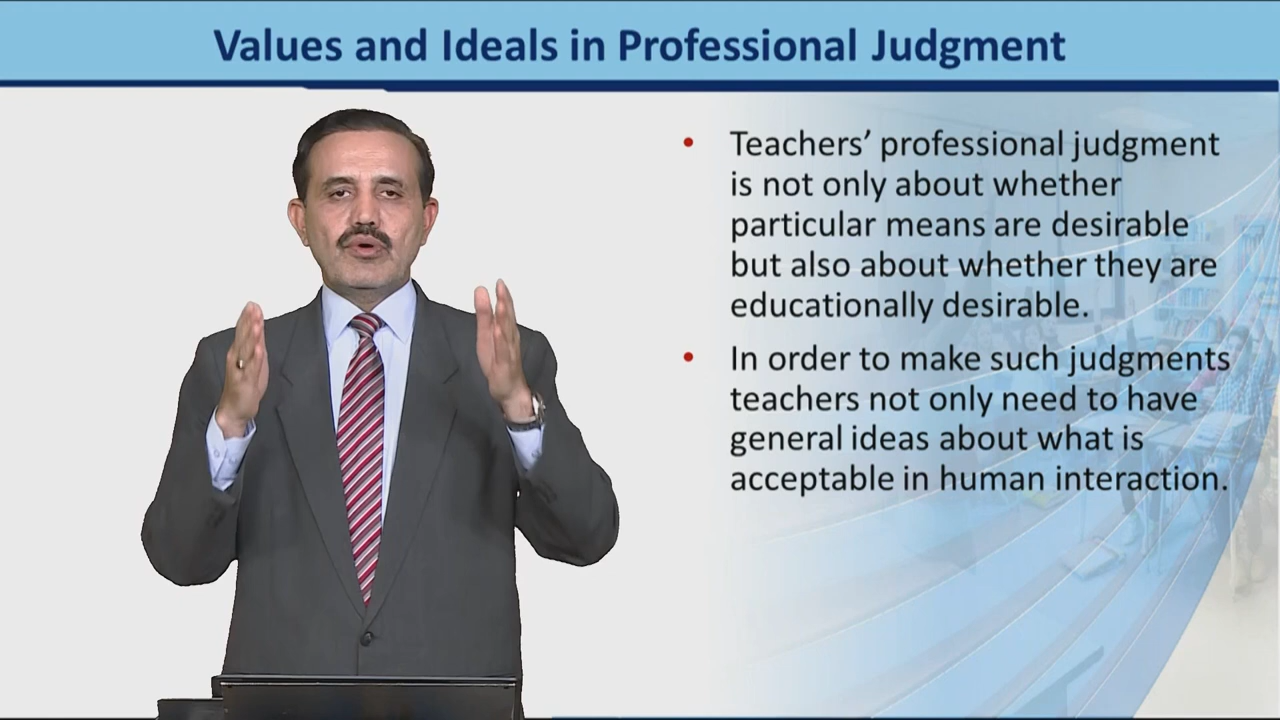 Values and Ideals in Professional Judgment
• Teachers’ professional judgment
is not only about whether
particular means are desirable
but also about whether they are
educationally desirable.
• In order to make such judgments
teachers not only need to have
general ideas about what is
acceptable in human interaction.